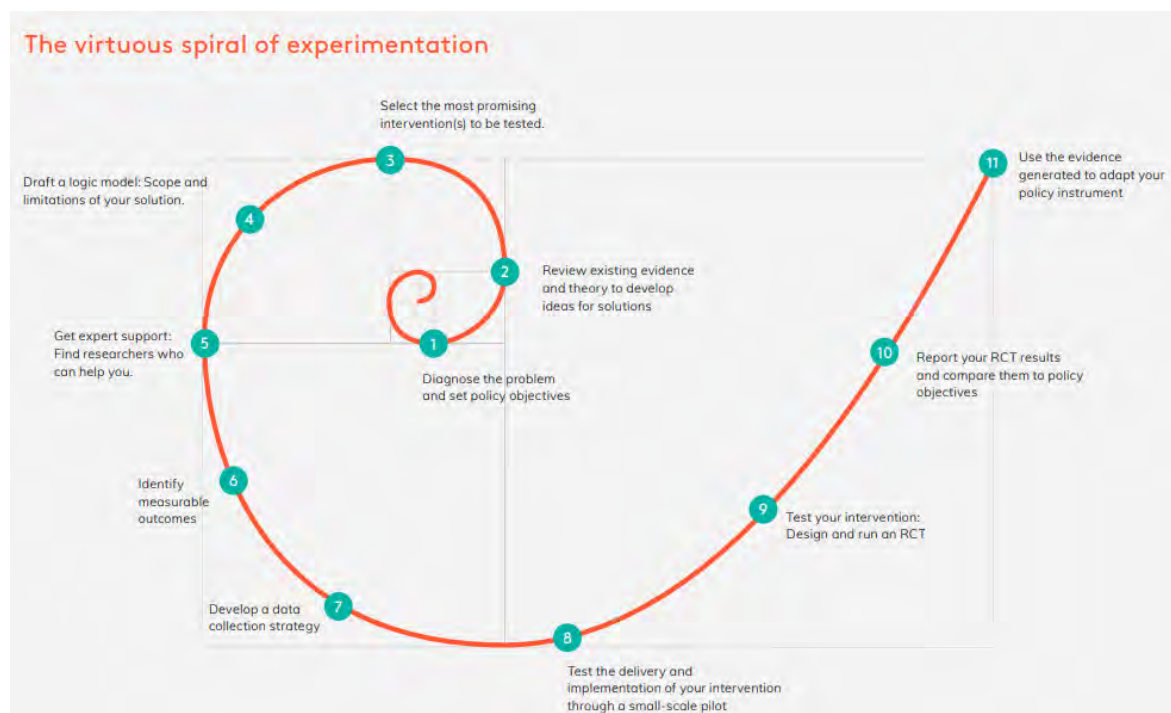 The virtuous spiral of experimentation
1
Diagnose the problem
and set policy objectives
2
Review existing evidence
and theory to develop
ideas for solutions
3
Select the most promising
intervention(s) to be tested.
4
Draft a logic model: Scope and
limitations of your solution.
5
Get expert support:
Find researchers who
can help you.
6
Identify
measurable
outcomes
7
Develop a data
collection strategy
8
Test the delivery and
implementation of your intervention
through a small-scale pilot
9
Test your intervention:
Design and run an RCT
10
Report your RCT results
and compare them to policy
objectives
11
Use the evidence
generated to adapt your
policy instrument